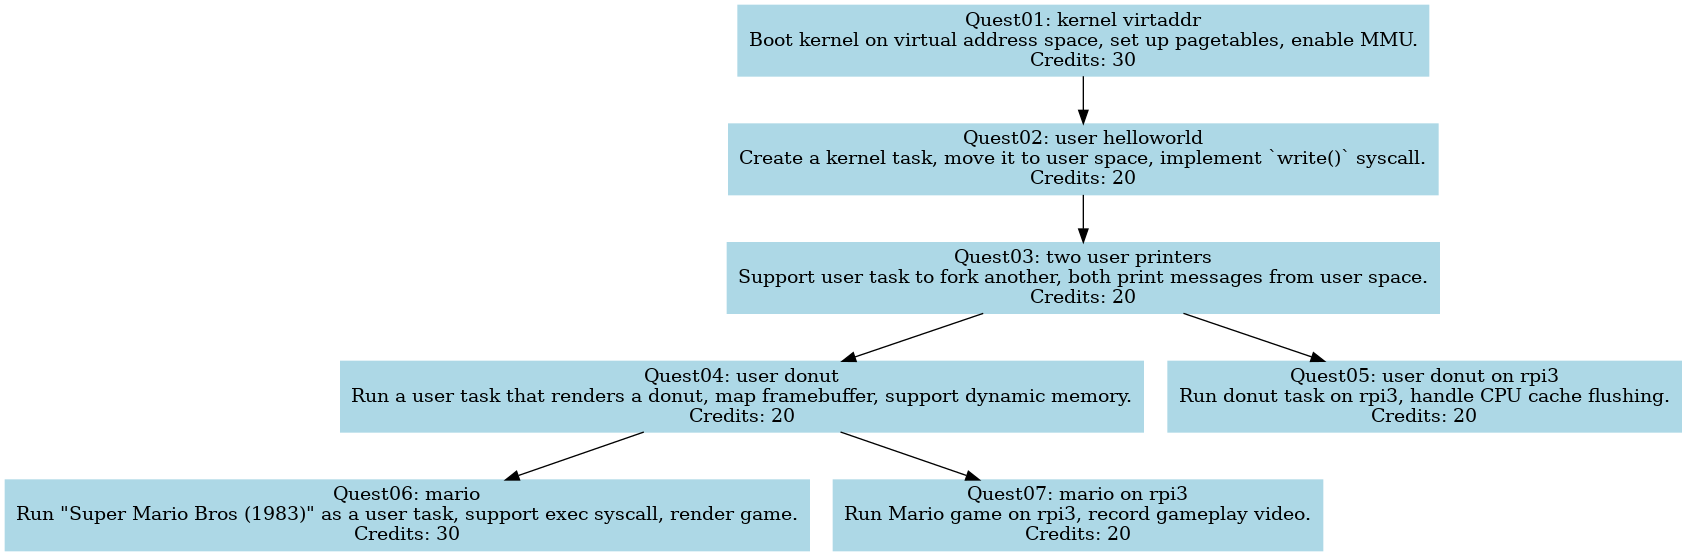 Quest01: kernel virtaddr
Boot kernel on virtual address space, set up pagetables, enable MMU.
Credits: 30
Quest02: user helloworld
Create a kernel task, move it to user space, implement `write()` syscall.
Credits: 20
Quest03: two user printers
Support user task to fork another, both print messages from user space.
Credits: 20
Quest04: user donut
Run a user task that renders a donut, map framebuffer, support dynamic memory.
Credits: 20
Quest05: user donut on rpi3
Run donut task on rpi3, handle CPU cache flushing.
Credits: 20
Quest06: mario
Run "Super Mario Bros (1983)" as a user task, support exec syscall, render game.
Credits: 30
Quest07: mario on rpi3
Run Mario game on rpi3, record gameplay video.
Credits: 20